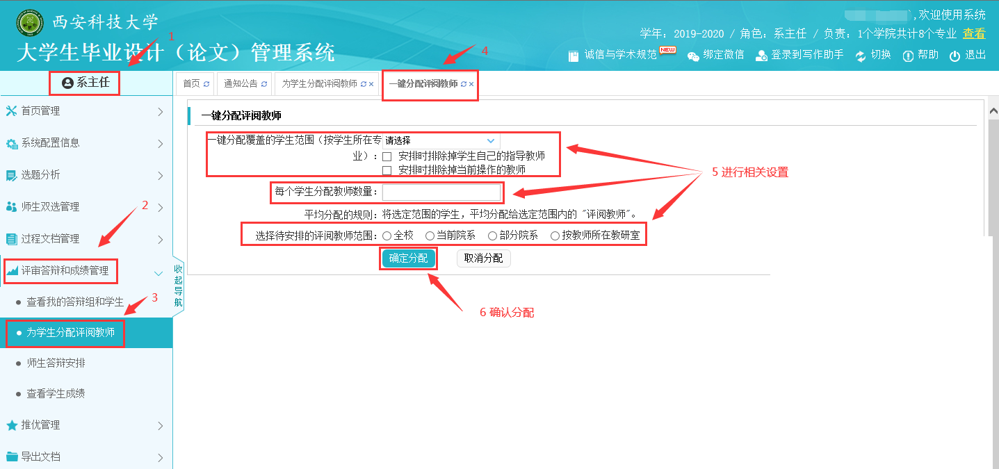 西安科技大学
大学生毕业设计（论文）管理系统
,欢迎使用系统
学年: 2019-2020 / 角色: 系主任 / 负责: 1个学院共计8个专业 查看
诚信与学术规范 NEW 绑定微信 登录到写作助手 切换 帮助 退出
1
4
系主任
首页 通知公告 为学生分配评阅教师 × 一键分配评阅教师 ×
首页管理
系统配置信息
选题分析
师生双选管理
2
过程文档管理
评审答辩和成绩管理
查看我的答辩组和学生
3
为学生分配评阅教师
师生答辩安排
查看学生成绩
推优管理
导出文档
收起导航
一键分配评阅教师
一键分配覆盖的学生范围（按学生所在专 请选择
业）: 安排时排除掉学生自己的指导教师
安排时排除掉当前操作的教师
5 进行相关设置
每个学生分配教师数量:
平均分配的规则: 将选定范围的学生，平均分配给选定范围内的 "评阅教师"。
选择待安排的评阅教师范围: 全校 当前院系 部分院系 按教师所在教研室
确定分配 取消分配
6 确认分配